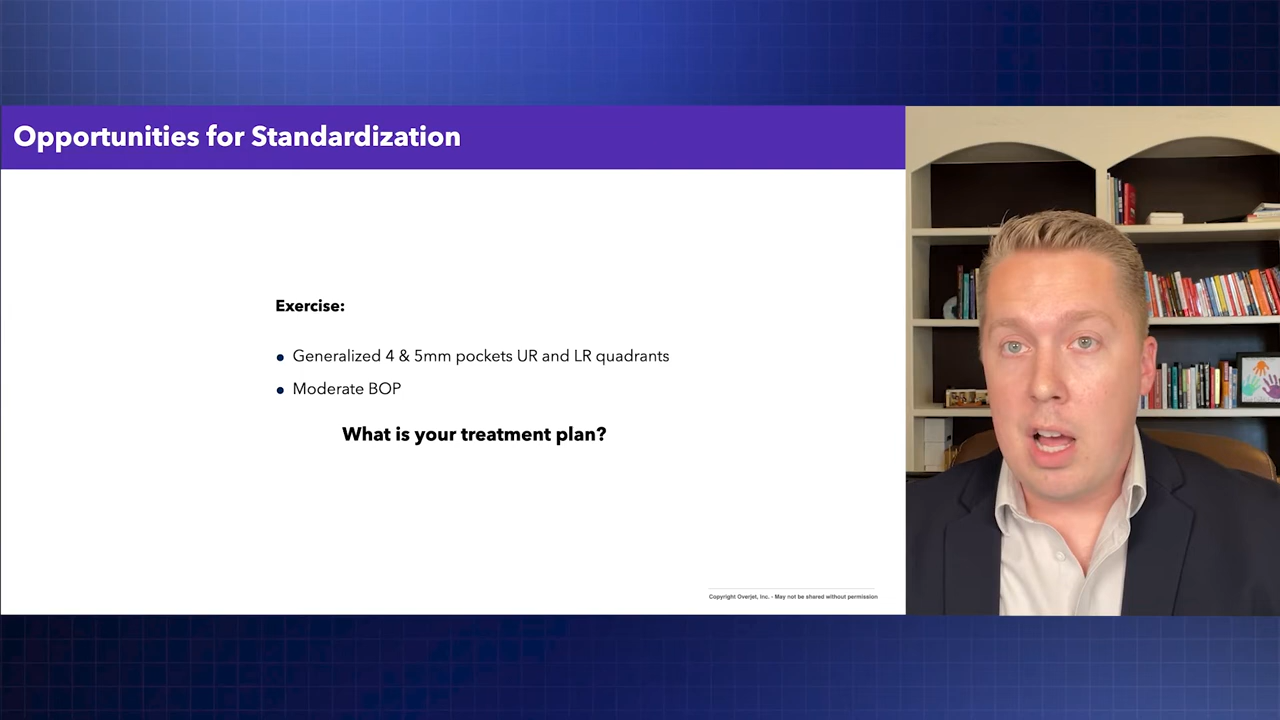 Opportunities for Standardization
Exercise:
• Generalized 4 & 5mm pockets UR and LR quadrants
• Moderate BOP
What is your treatment plan?
Copyright Overjet, Inc. - May not be shared without permission